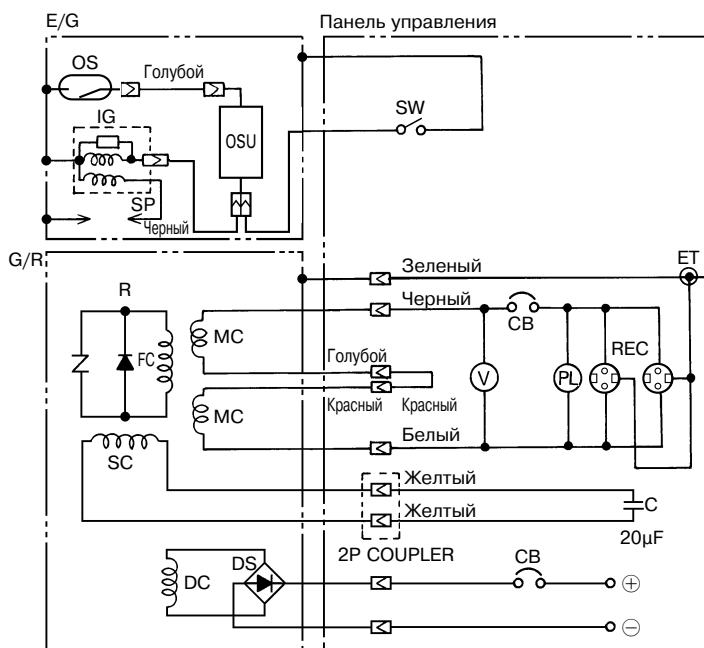 E/G
Панель управления
OS
Голубой
SW
IG
OSU
SP
Черный
G/R
Зеленый
ET
R
Черный
CB
MC
FC
Голубой
REC
V
PL
Красный
Красный
MC
Белый
SC
Желтый
C
Желтый
20µF
2P COUPLER
CB
DS
DC
+
−